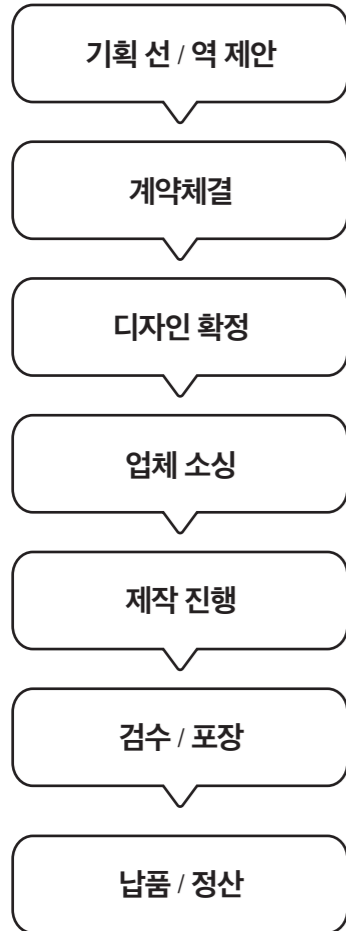 기획 선 / 역 제안
계약체결
디자인 확정
업체 소싱
제작 진행
검수 / 포장
납품 / 정산